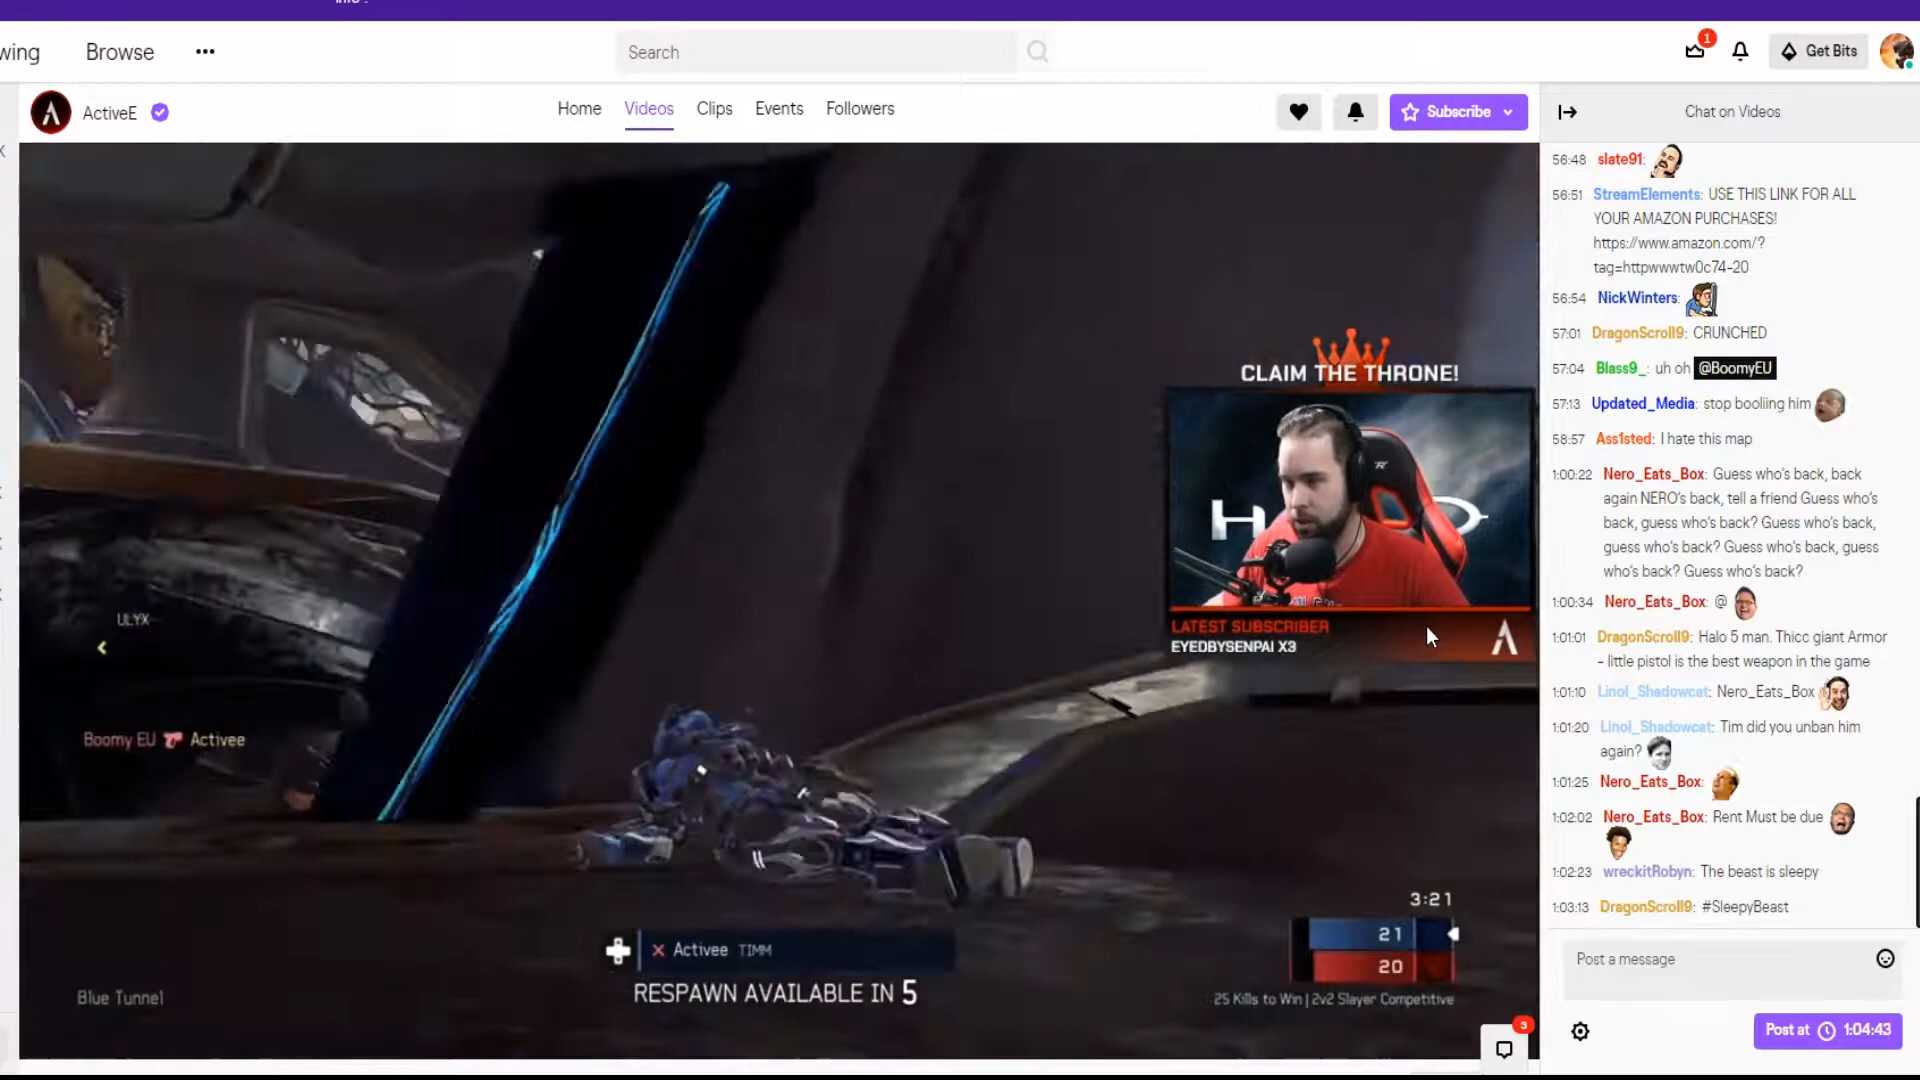 wing
Browse
Search
1
Get Bits
ActiveE
Home
Videos
Clips
Events
Followers
Subscribe
Chat on Videos
56:48 slate91:
56:51 StreamElements: USE THIS LINK FOR ALL
YOUR AMAZON PURCHASES!
https://www.amazon.com/?
tag=httpwwwtw0c74-20
56:54 NickWinters:
57:01 DragonScroll9: CRUNCHED
57:04 Blass9_: uh oh @BoomyEU
57:13 Updated_Media: stop booliing him
58:57 Ass1sted: I hate this map
1:00:22 Nero_Eats_Box: Guess who's back, back
again NERO's back, tell a friend Guess who's
back, guess who's back? Guess who's back,
guess who's back? Guess who's back, guess
who's back? Guess who's back?
1:00:34 Nero_Eats_Box: @
1:01:01 DragonScroll9: Halo 5 man. Thicc giant Armor
- little pistol is the best weapon in the game
1:01:10 Linol_Shadowcat: Nero_Eats_Box
1:01:20 Linol_Shadowcat: Tim did you unban him
again?
1:01:25 Nero_Eats_Box:
1:02:02 Nero_Eats_Box: Rent Must be due
1:02:23 wreckitRobyn: The beast is sleepy
1:03:13 DragonScroll9: #SleepyBeast
Post a message
Post at 1:04:43
CLAIM THE THRONE!
LATEST SUBSCRIBER
EYEDBYSENPAI X3
ULYX
Boomy EU Activee
Activee TIMM
RESPAWN AVAILABLE IN 5
Blue Tunnel
3:21
21
20
25 Kills to Win | 2v2 Slayer Competitive
3